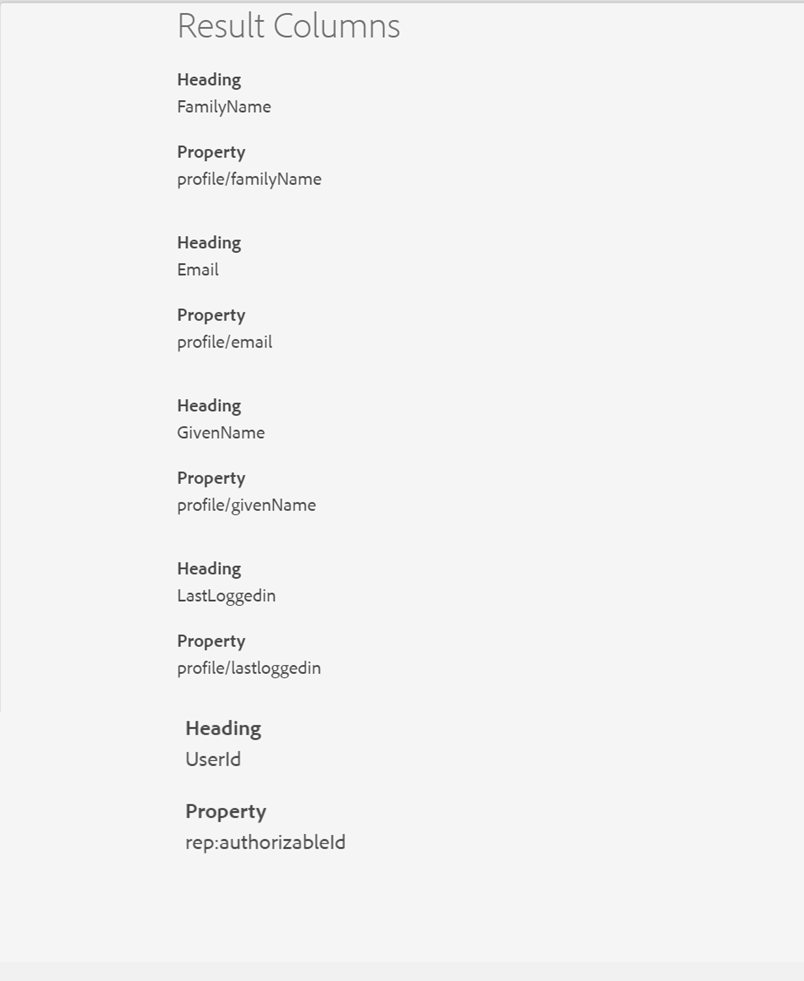 Result Columns
Heading
FamilyName
Property
profile/familyName
Heading
Email
Property
profile/email
Heading
GivenName
Property
profile/givenName
Heading
LastLoggedin
Property
profile/lastloggedin
Heading
UserId
Property
rep:authorizableId